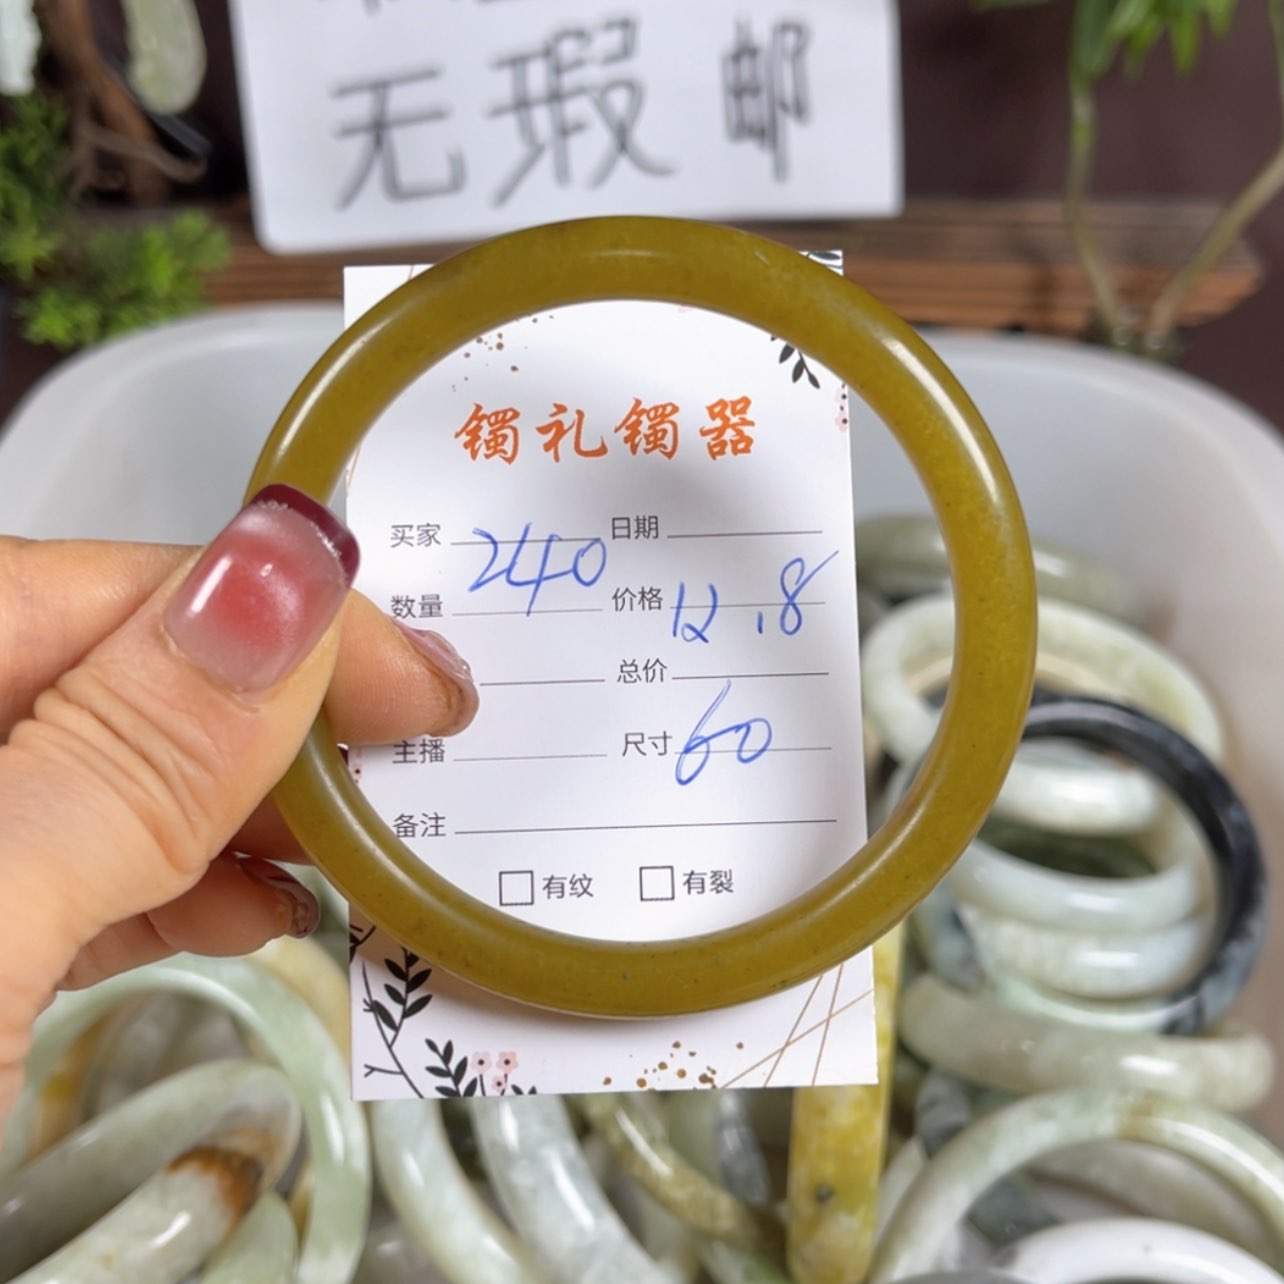 无瑕邮
镯礼镯器
买家 240 日期
数量 价格 12.8
总价
主播 尺寸 60
备注
□有纹 □有裂